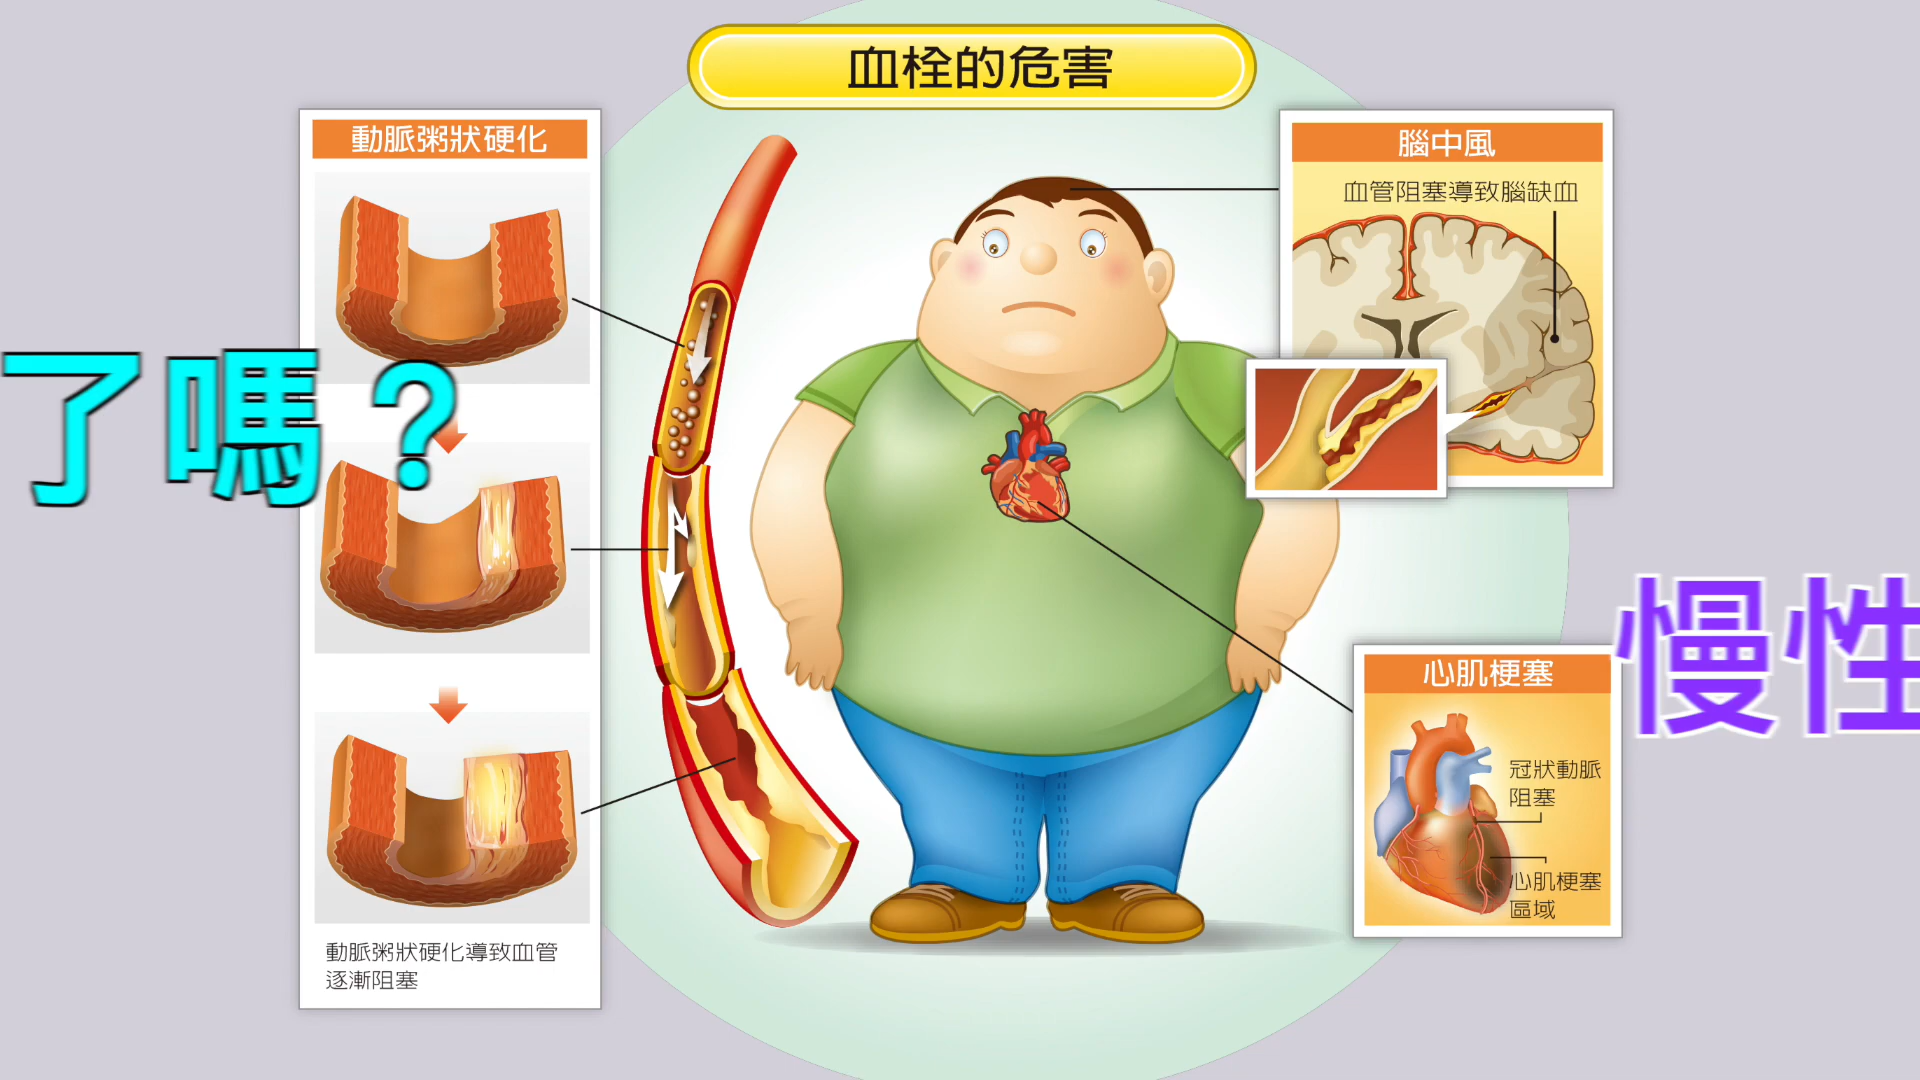 血栓的危害
動脈粥狀硬化
動脈粥狀硬化導致血管
逐漸阻塞
了嗎？
腦中風
血管阻塞導致腦缺血
慢性
心肌梗塞
冠狀動脈
阻塞
心肌梗塞
區域